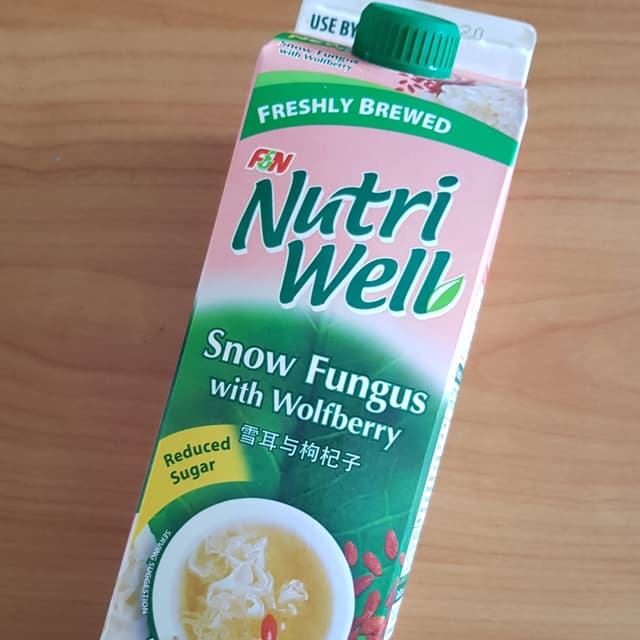 USE BY
Snow Fungus
with Wolfberry
FRESHLY BREWED
F&N
Nutri
Well
Snow Fungus
with Wolfberry
雪耳与枸杞子
Reduced
Sugar
SERVING SUGGESTION